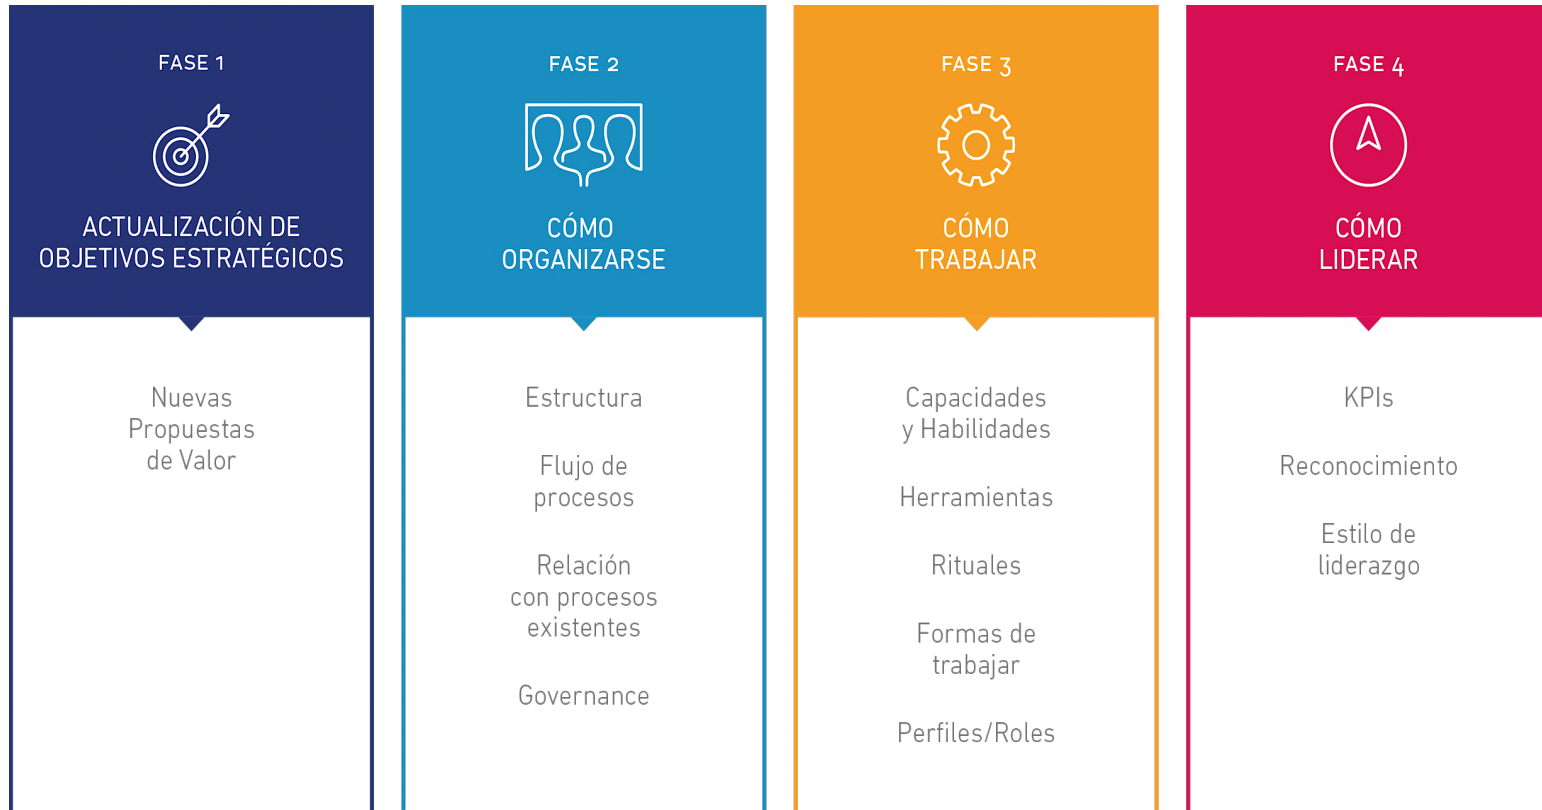 FASE 1
ACTUALIZACIÓN DE
OBJETIVOS ESTRATÉGICOS
Nuevas
Propuestas
de Valor
FASE 2
CÓMO
ORGANIZARSE
Estructura
Flujo de
procesos
Relación
con procesos
existentes
Governance
FASE 3
CÓMO
TRABAJAR
Capacidades
y Habilidades
Herramientas
Rituales
Formas de
trabajar
Perfiles/Roles
FASE 4
CÓMO
LIDERAR
KPIs
Reconocimiento
Estilo de
liderazgo